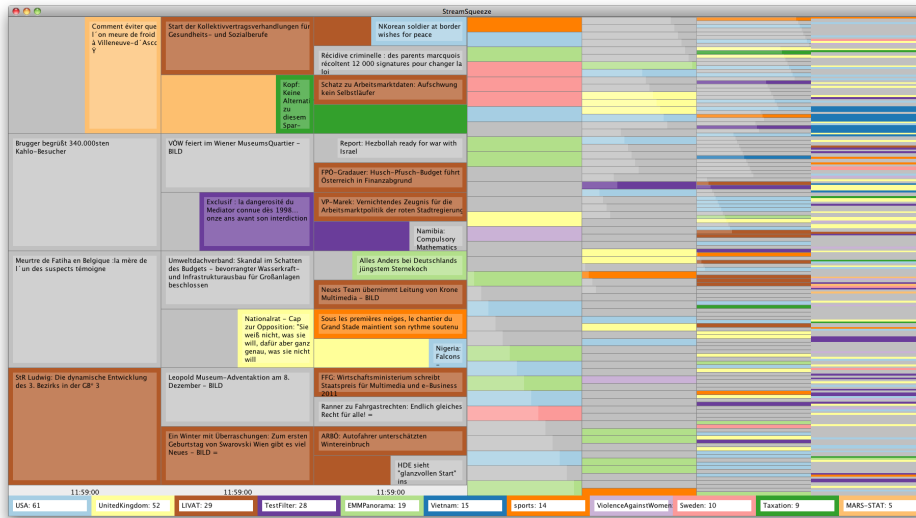 StreamSqueeze
Comment éviter que
l´on meure de froid
à Villeneuve-d´Ascq
Ÿ
Start der Kollektivvertragsverhandlungen für
Gesundheits- und Sozialberufe
NKorean soldier at border
wishes for peace
Récidive criminelle : des parents marquois
récoltent 12 000 signatures pour changer la
loi
Kopf:
Keine
Alternati
zu
diesem
Spar-
Schatz zu Arbeitsmarktdaten: Aufschwung
kein Selbstläufer
Brugger begrüßt 340.000sten
Kahlo-Besucher
VÖW feiert im Wiener MuseumsQuartier -
BILD
Report: Hezbollah ready for war with
Israel
FPÖ-Gradauer: Husch-Pfusch-Budget führt
Österreich in Finanzabgrund
Exclusif : la dangerosité du
Mediator connue dès 1998...
onze ans avant son interdiction
VP-Marek: Vernichtendes Zeugnis für die
Arbeitsmarktpolitik der roten Stadtregierung
Namibia:
Compulsory
Mathematics
Meurtre de Fatiha en Belgique :la mère de
l´un des suspects témoigne
Umweltdachverband: Skandal im Schatten
des Budgets - bevorrangter Wasserkraft-
und Infrastrukturausbau für Großanlagen
beschlossen
Alles Anders bei Deutschlands
jüngstem Sternekoch
Neues Team übernimmt Leitung von Krone
Multimedia - BILD
Nationalrat - Cap
zur Opposition: "Sie
weiß nicht, was sie
will, dafür aber ganz
genau, was sie nicht
will
Sous les premières neiges, le chantier du
Grand Stade maintient son rythme soutenu
Nigeria:
Falcons
-
StR Ludwig: Die dynamische Entwicklung
des 3. Bezirks in der GB* 3
Leopold Museum-Adventaktion am 8.
Dezember - BILD
FFG: Wirtschaftsministerium schreibt
Staatspreis für Multimedia und e-Business
2011
Ranner zu Fahrgastrechten: Endlich gleiches
Recht für alle! =
Ein Winter mit Überraschungen: Zum ersten
Geburtstag von Swarovski Wien gibt es viel
Neues - BILD =
ARBÖ: Autofahrer unterschätzten
Wintereinbruch
HDE sieht
"glanzvollen Start"
ins
11:59:00
11:59:00
11:59:00
USA: 61
UnitedKingdom: 52
LIVAT: 29
TestFilter: 28
EMMPanorama: 19
Vietnam: 15
sports: 14
ViolenceAgainstWomen
Sweden: 10
Taxation: 9
MARS-STAT: 5